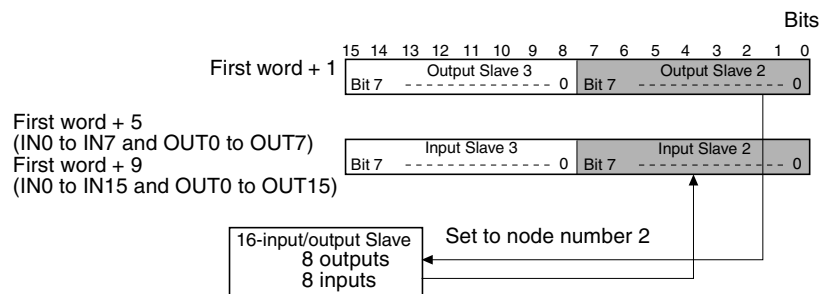 Bits
15 14 13 12 11 10 9 8 7 6 5 4 3 2 1 0
First word + 1
Output Slave 3
Bit 7 ---------------- 0
Output Slave 2
Bit 7 ---------------- 0
First word + 5
(IN0 to IN7 and OUT0 to OUT7)
First word + 9
(IN0 to IN15 and OUT0 to OUT15)
Input Slave 3
Bit 7 ---------------- 0
Input Slave 2
Bit 7 ---------------- 0
16-input/output Slave
8 outputs
8 inputs
Set to node number 2